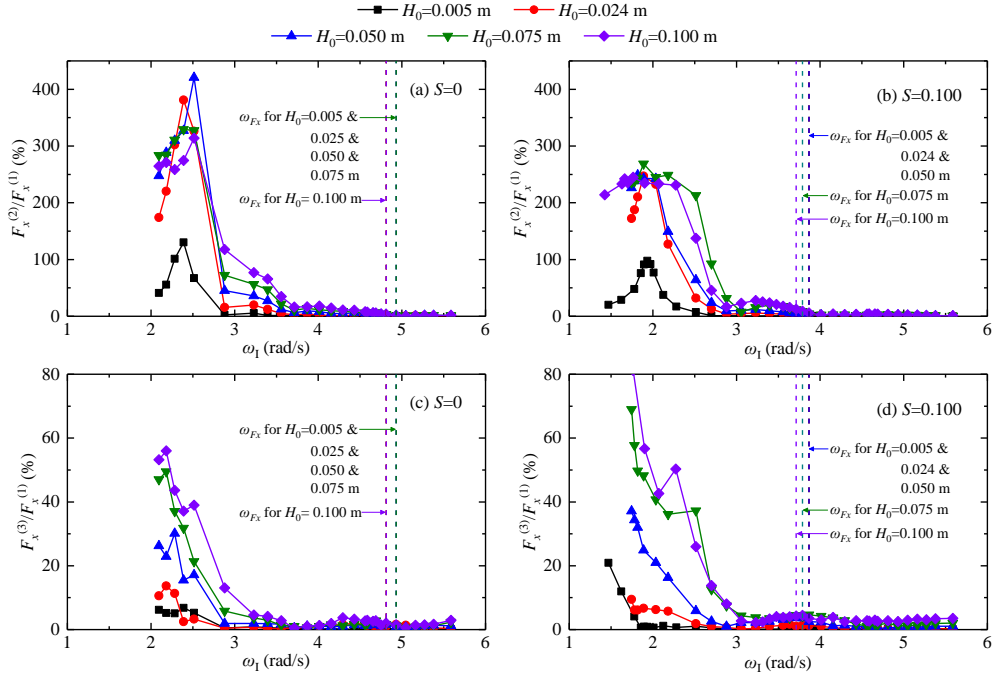 H0=0.005 m H0=0.024 m
H0=0.050 m H0=0.075 m H0=0.100 m
(a) S=0
ωFx for H0=0.005 &
0.025 &
0.050 &
0.075 m
ωFx for H0= 0.100 m
Fx(2)/Fx(1) (%)
400
300
200
100
0
1 2 3 4 5 6
ωI (rad/s)
(b) S=0.100
ωFx for H0=0.005 &
0.024 &
0.050 m
ωFx for H0=0.075 m
ωFx for H0=0.100 m
Fx(2)/Fx(1) (%)
400
300
200
100
0
1 2 3 4 5 6
ωI (rad/s)
(c) S=0
ωFx for H0=0.005 &
0.025 &
0.050 &
0.075 m
ωFx for H0= 0.100 m
Fx(3)/Fx(1) (%)
80
60
40
20
0
1 2 3 4 5 6
ωI (rad/s)
(d) S=0.100
ωFx for H0=0.005 &
0.024 &
0.050 m
ωFx for H0=0.075 m
ωFx for H0=0.100 m
Fx(3)/Fx(1) (%)
80
60
40
20
0
1 2 3 4 5 6
ωI (rad/s)